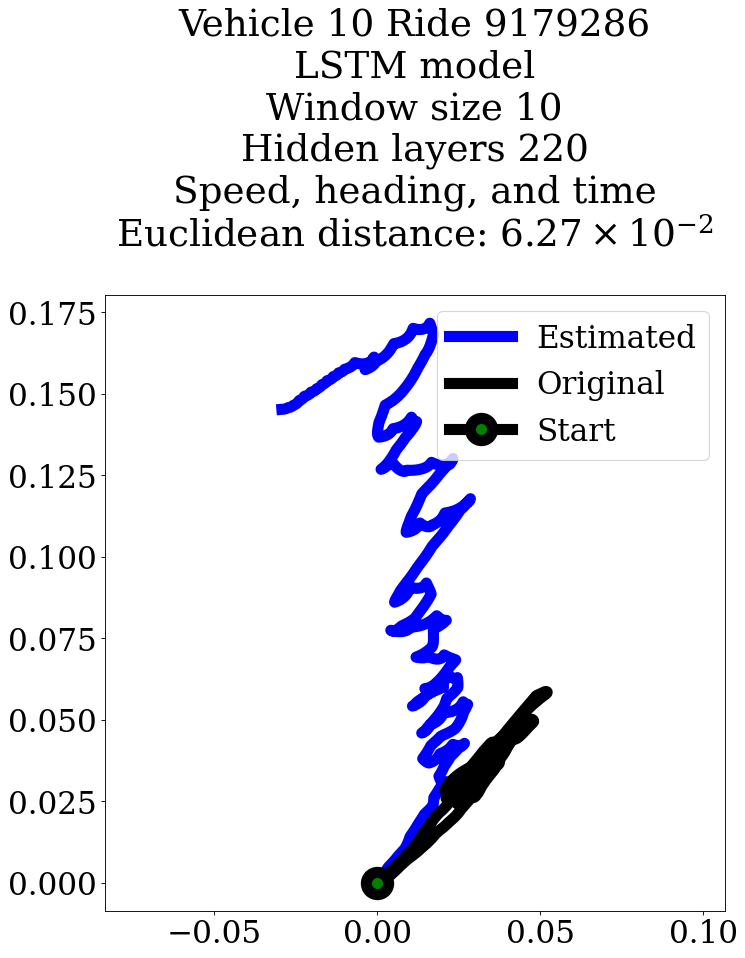 Vehicle 10 Ride 9179286
LSTM model
Window size 10
Hidden layers 220
Speed, heading, and time
Euclidean distance: 6.27 × 10⁻²
0.175
0.150
0.125
0.100
0.075
0.050
0.025
0.000
Estimated
Original
Start
−0.05 0.00 0.05 0.10